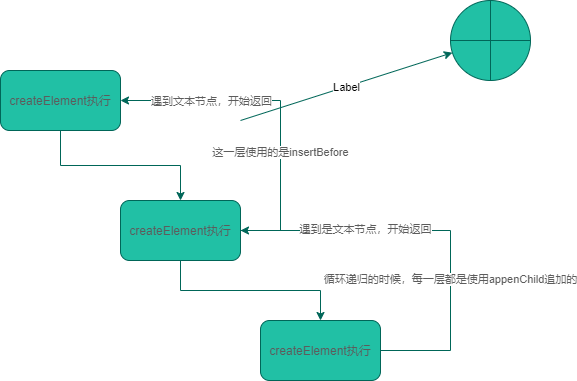 Label
createElement执行
遇到文本节点，开始返回
这一层使用的是insertBefore
createElement执行
遇到是文本节点，开始返回
循环递归的时候，每一层都是使用appenChild追加的
createElement执行